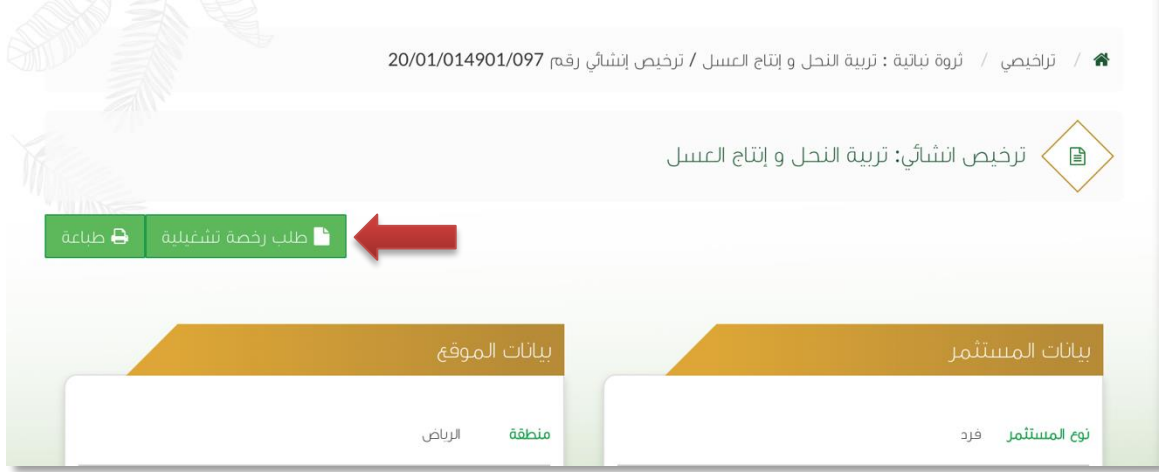 تراخيصي / ثروة نباتية : تربية النحل و إنتاج العسل / ترخيص إنشائي رقم 20/01/014901/097
ترخيص انشائي: تربية النحل و إنتاج العسل
طلب رخصة تشغيلية طباعة
بيانات المستثمر
نوع المستثمر فرد
بيانات الموقع
منطقة الرياض